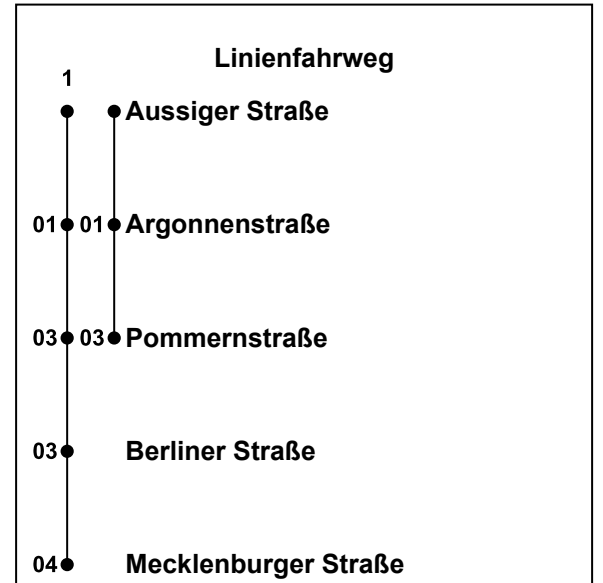 Linienfahrweg
1
Aussiger Straße
01 01 Argonnenstraße
03 03 Pommernstraße
03 Berliner Straße
04 Mecklenburger Straße